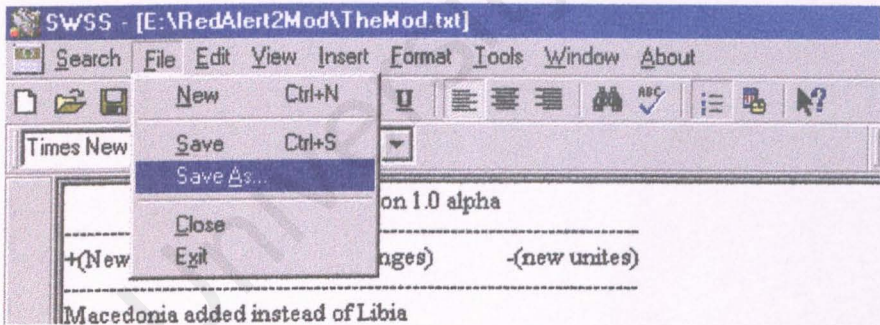 SWSS - [E:\RedAlert2Mod\TheMod.txt]
Search File Edit View Insert Format Tools Window About
U ABC
Times New
New Ctrl+N
Save Ctrl+S
Save As...
Close
Exit
on 1.0 alpha
+(New nges) -(new unites)
Macedonia added instead of Libia